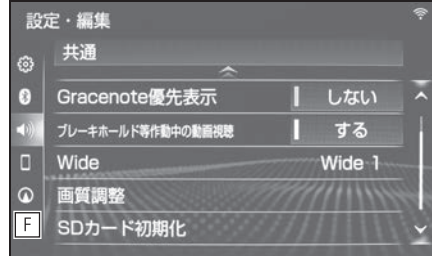 設定・編集
共通
Gracenote優先表示 しない
ブレーキホールド等作動中の動画視聴 する
Wide Wide 1
画質調整
F
SDカード初期化